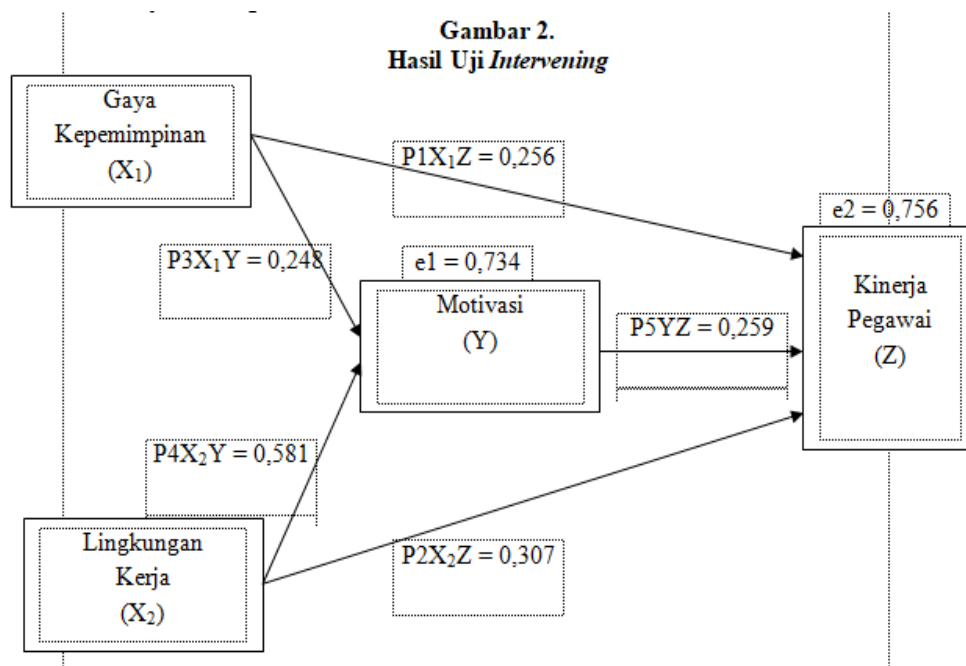 Gambar 2.
Hasil Uji Intervening
Gaya
Kepemimpinan
(X₁)
P1X₁Z = 0,256
e2 = 0,756
P3X₁Y = 0,248
e1 = 0,734
Motivasi
(Y)
Kinerja
Pegawai
(Z)
P5YZ = 0,259
P4X₂Y = 0,581
Lingkungan
Kerja
(X₂)
P2X₂Z = 0,307